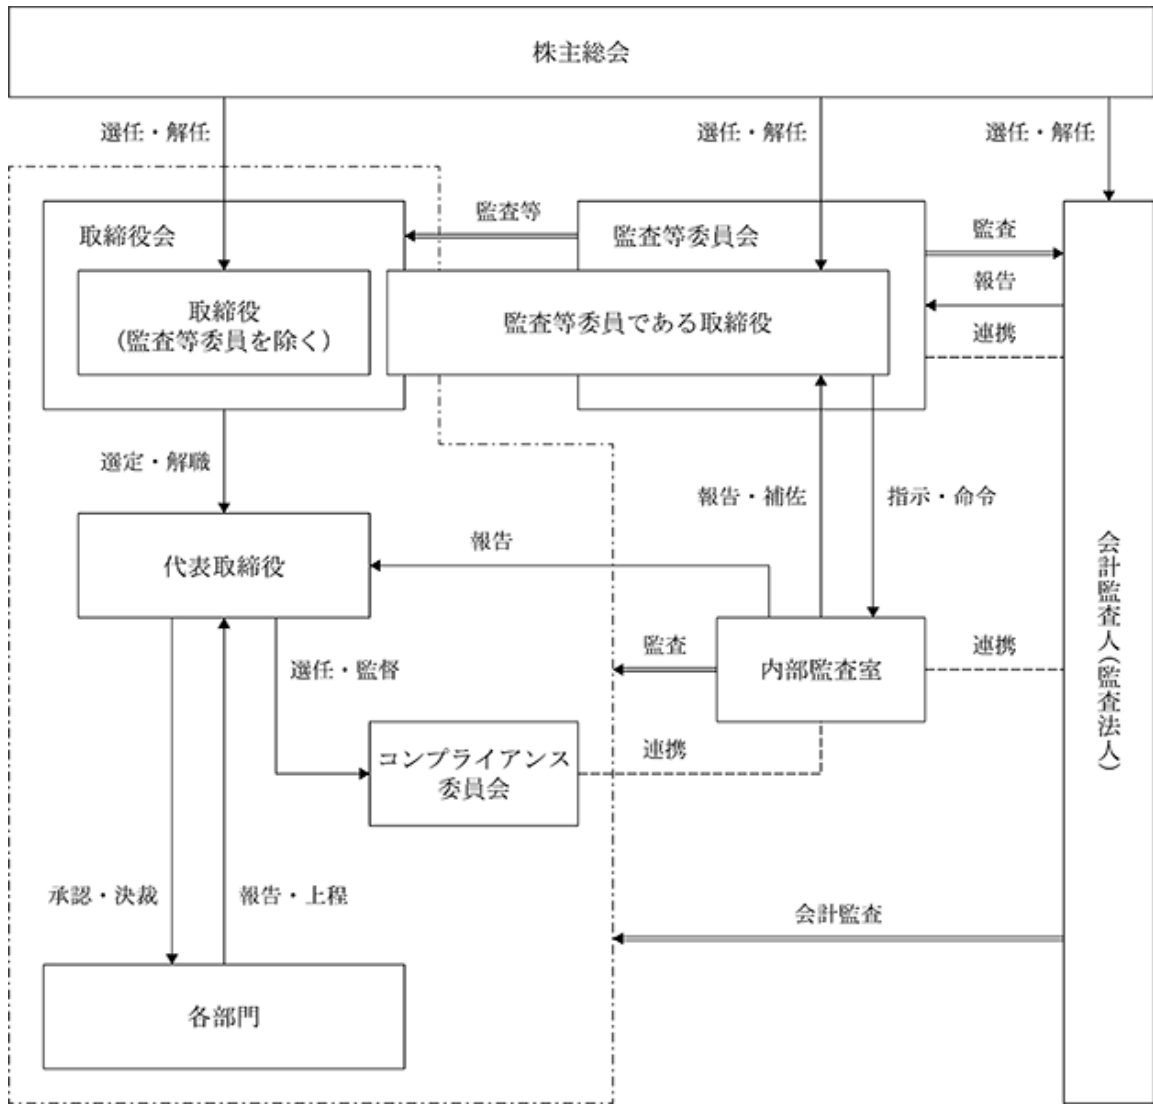 株主総会
選任・解任
選任・解任
選任・解任
取締役会
監査等
監査等委員会
監査
報告
連携
取締役
(監査等委員を除く)
監査等委員である取締役
選定・解職
報告・補佐
指示・命令
代表取締役
報告
選任・監督
監査
内部監査室
連携
会計監査人(監査法人)
コンプライアンス
委員会
連携
承認・決裁
報告・上程
会計監査
各部門